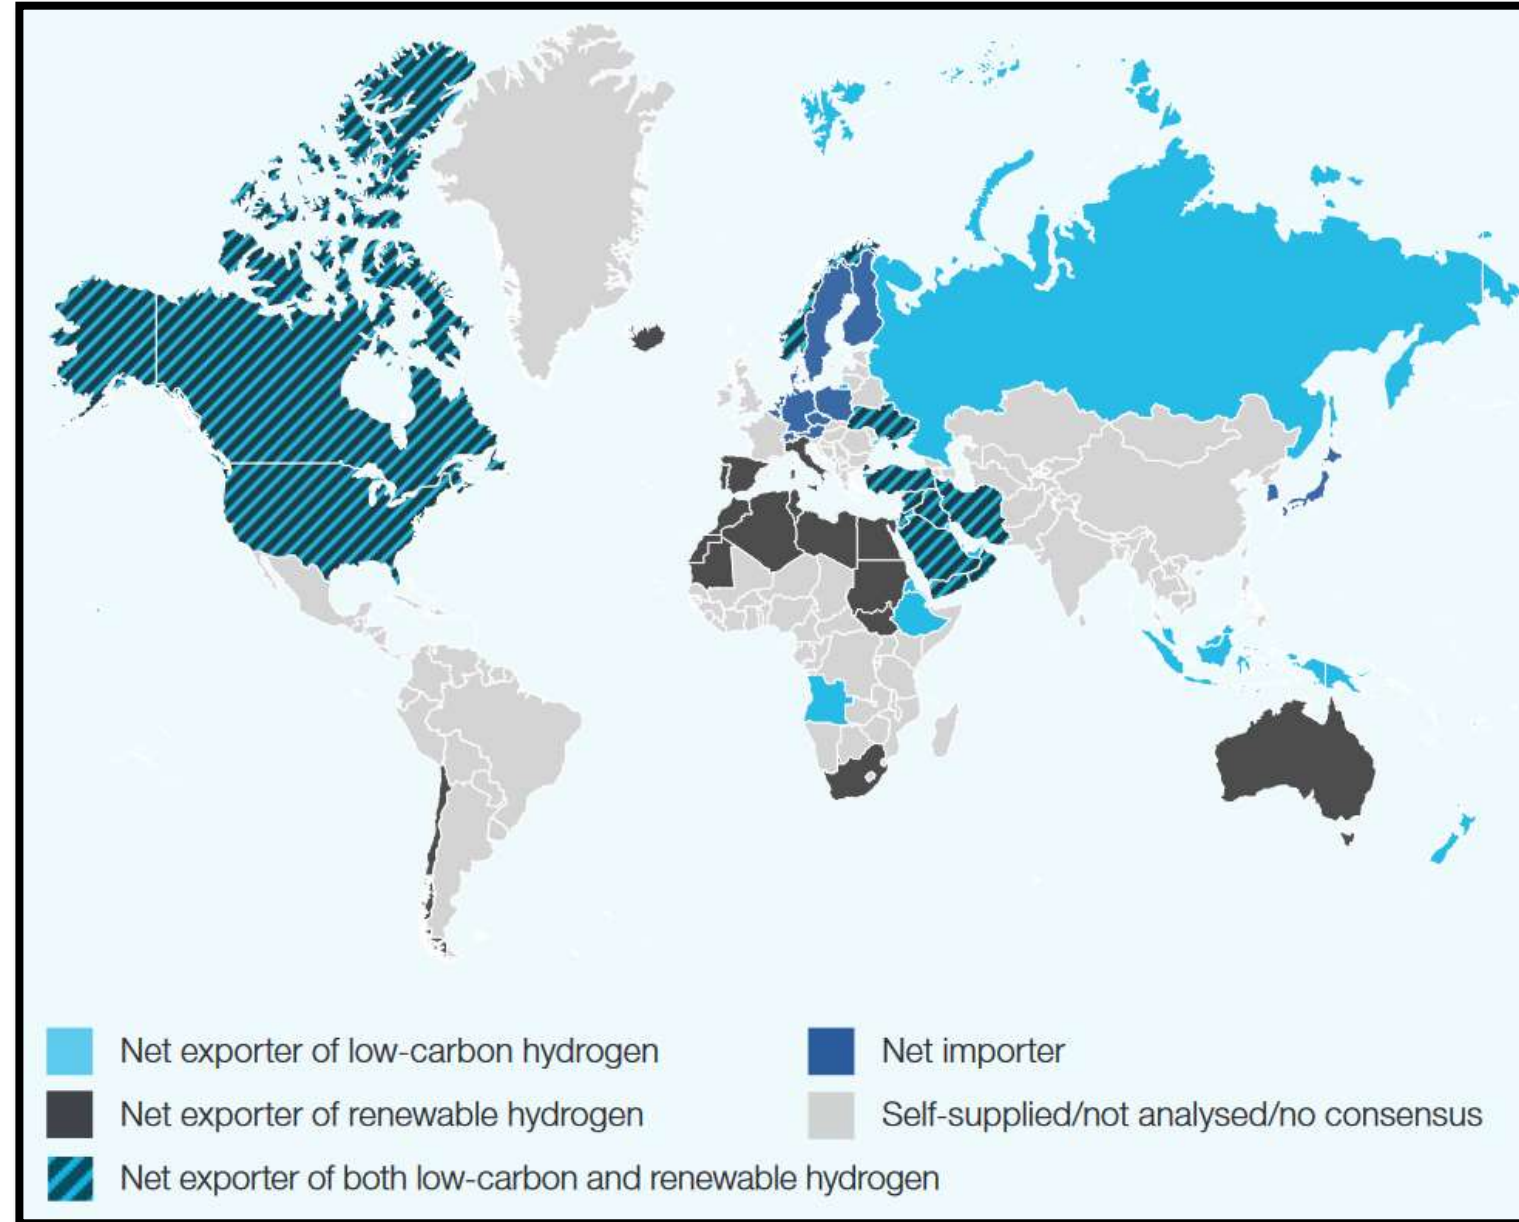 Net exporter of low-carbon hydrogen
Net exporter of renewable hydrogen
Net exporter of both low-carbon and renewable hydrogen
Net importer
Self-supplied/not analysed/no consensus